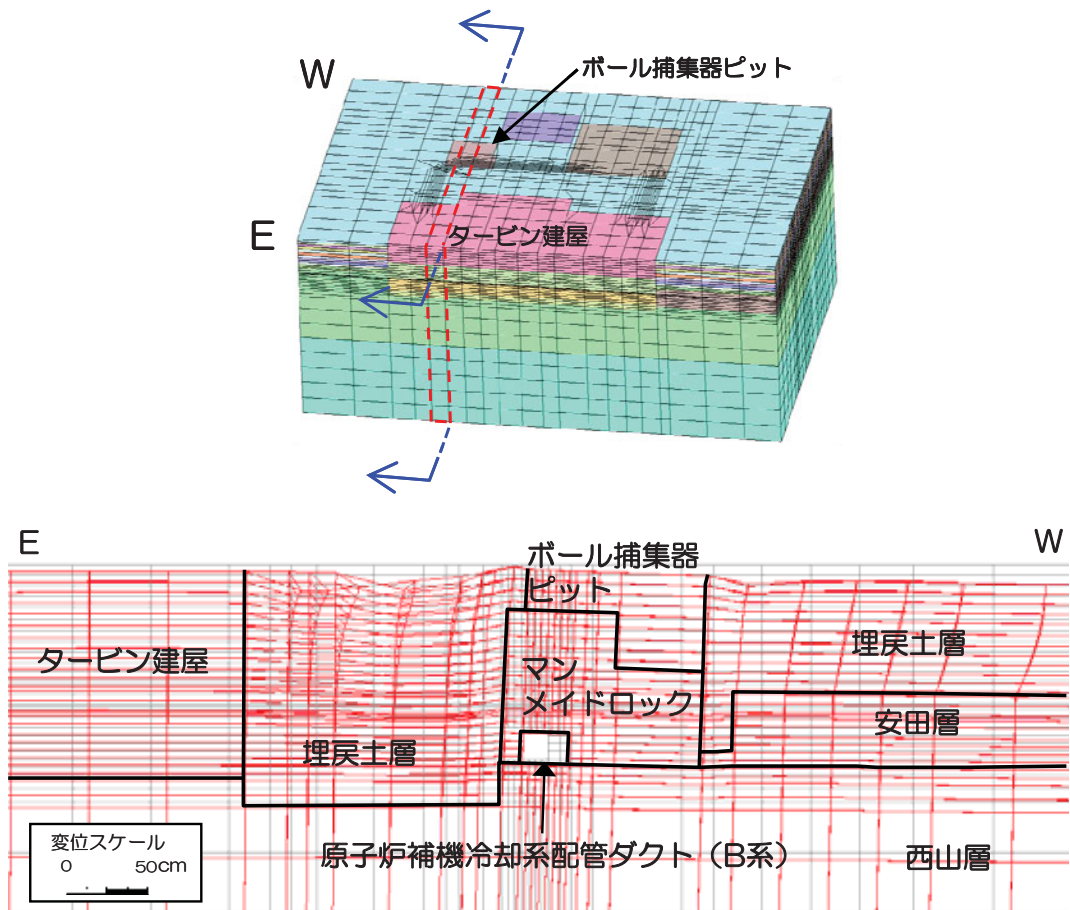 W
ボール捕集器ピット
E
タービン建屋
E
W
ボール捕集器
ピット
タービン建屋
マン
メイドロック
埋戻土層
安田層
埋戻土層
変位スケール
0 50cm
原子炉補機冷却系配管ダクト（B系）
西山層